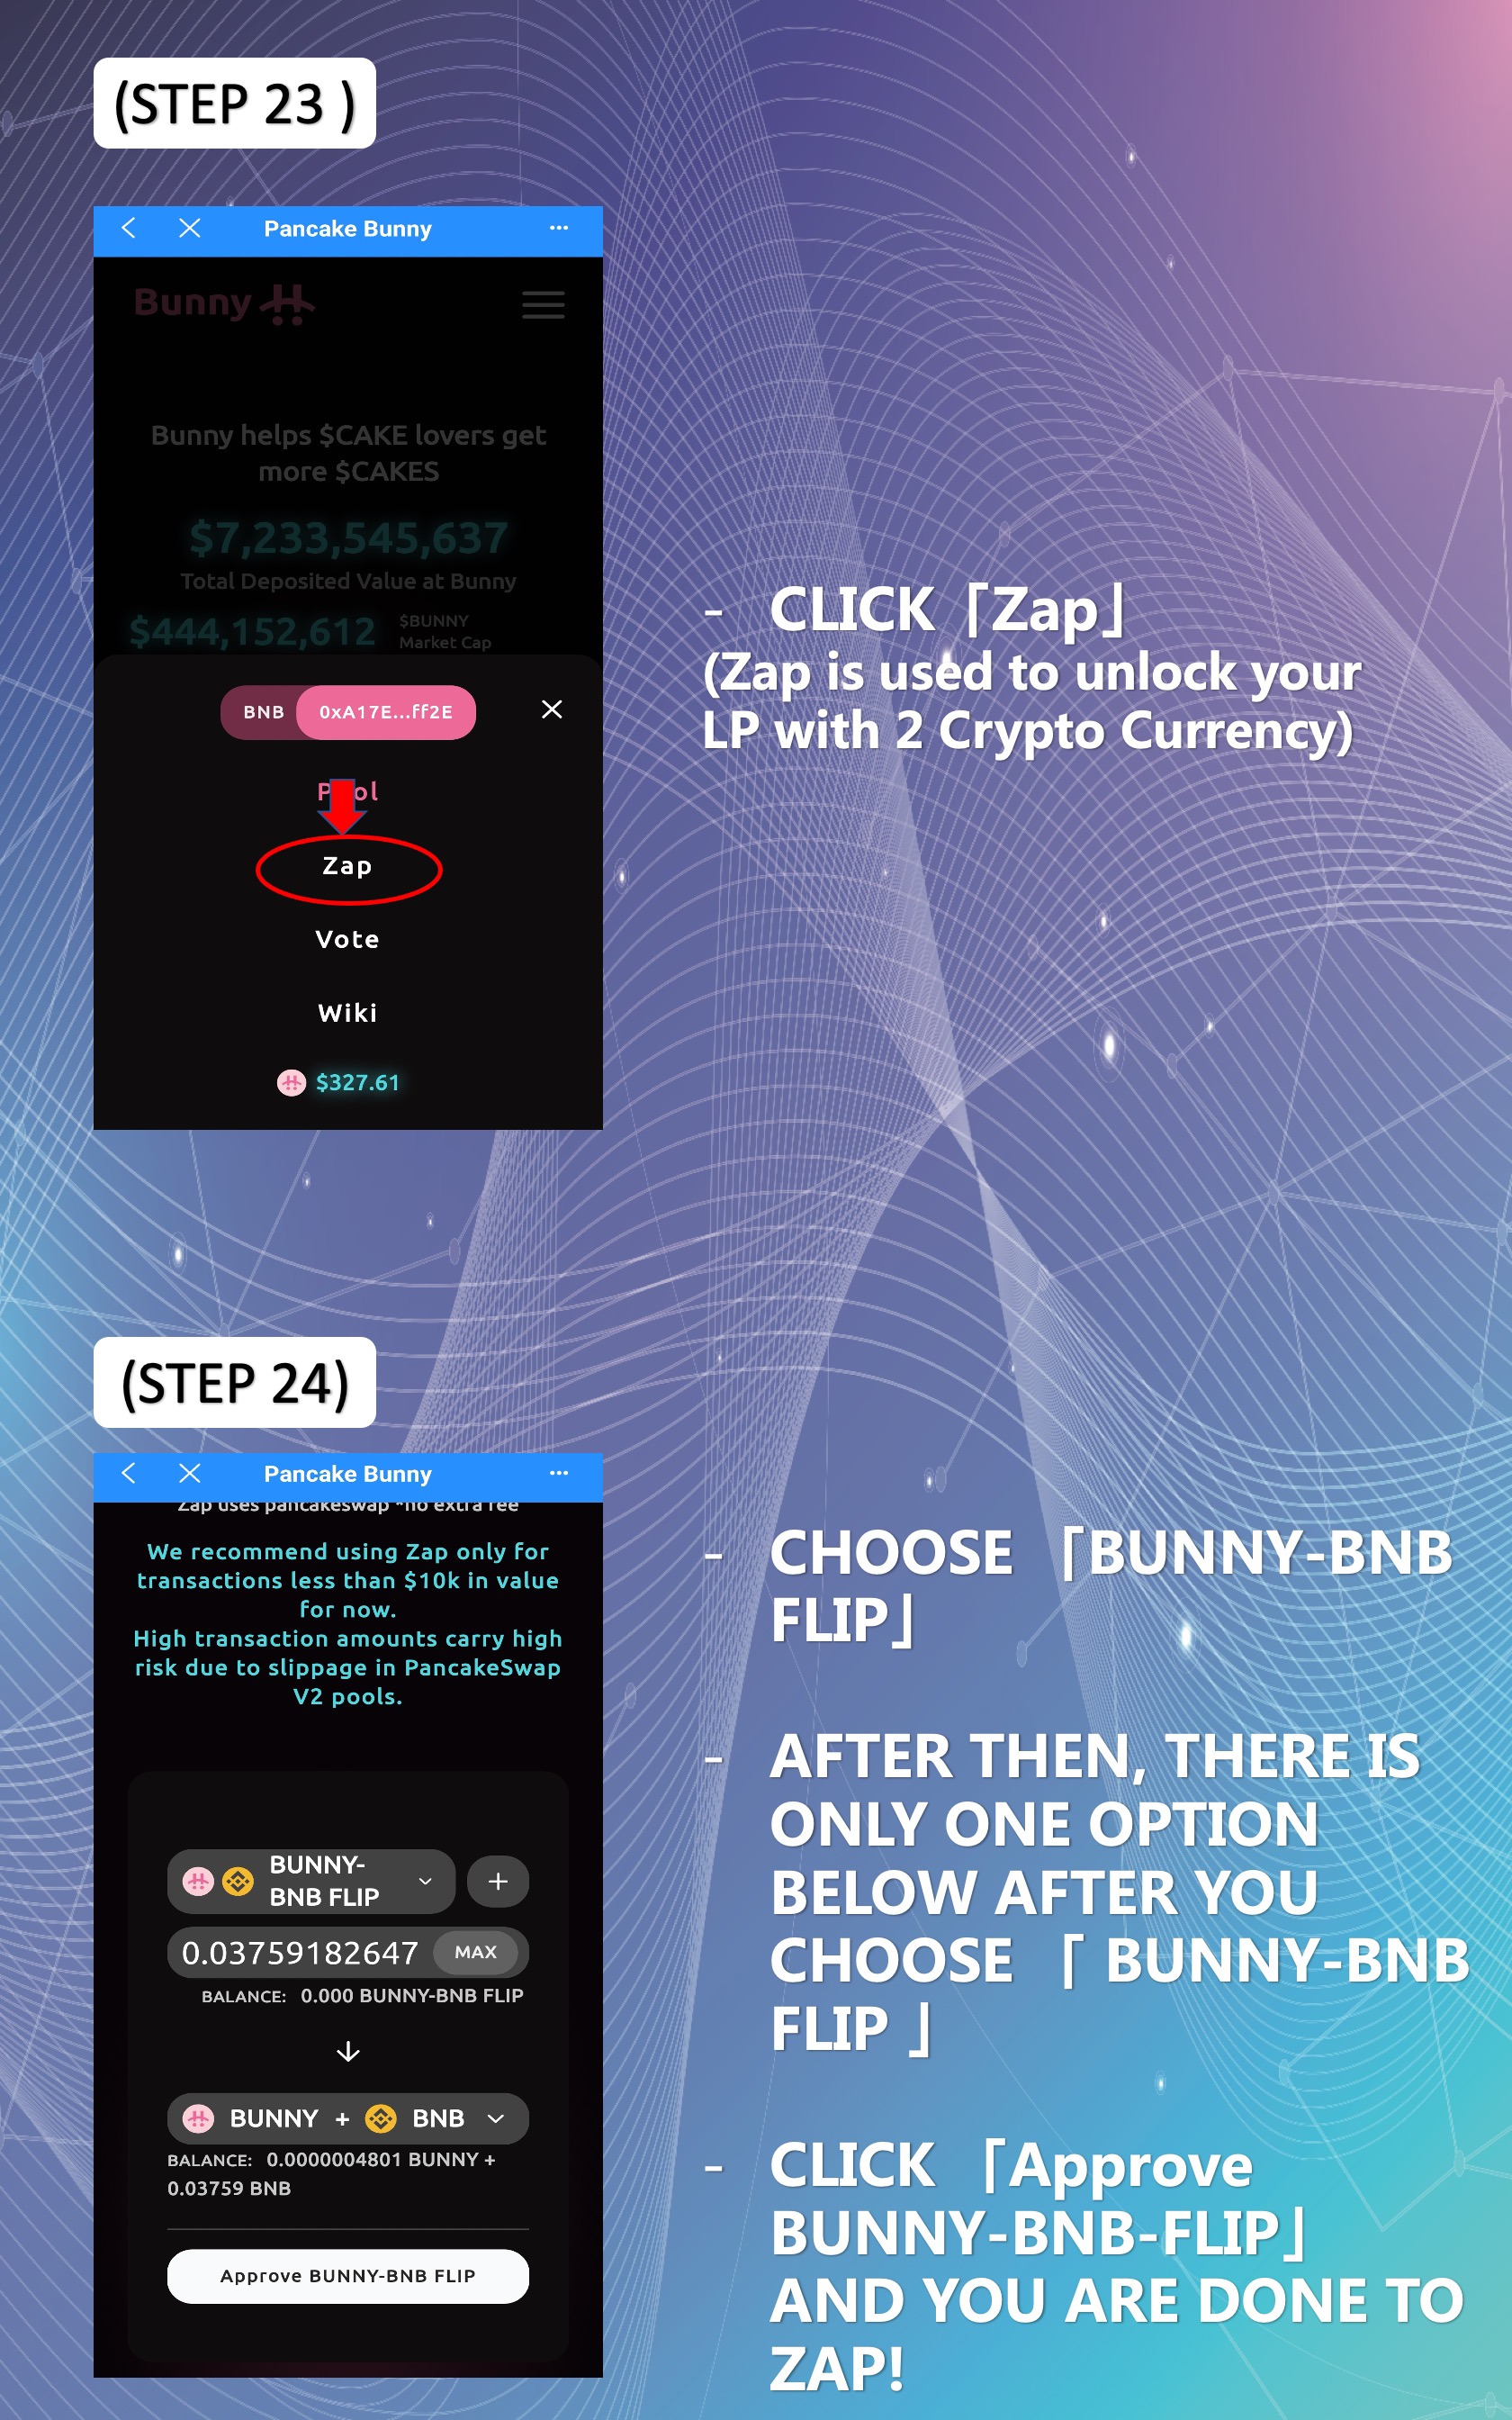 (STEP 23 )
Pancake Bunny
Bunny
Bunny helps $CAKE lovers get
more $CAKES
$7,233,545,637
Total Deposited Value at Bunny
$444,152,612 $BUNNY
Market Cap
BNB 0xA17E...ff2E
Pool
Zap
Vote
Wiki
$327.61
- CLICK「Zap」
(Zap is used to unlock your
LP with 2 Crypto Currency)
(STEP 24)
Pancake Bunny
Zap uses pancakeswap *no extra fee
We recommend using Zap only for
transactions less than $10k in value
for now.
High transaction amounts carry high
risk due to slippage in PancakeSwap
V2 pools.
BUNNY-
BNB FLIP
0.03759182647 MAX
BALANCE: 0.000 BUNNY-BNB FLIP
BUNNY + BNB
BALANCE: 0.0000004801 BUNNY +
0.03759 BNB
Approve BUNNY-BNB FLIP
- CHOOSE 「BUNNY-BNB
FLIP」
- AFTER THEN, THERE IS
ONLY ONE OPTION
BELOW AFTER YOU
CHOOSE 「 BUNNY-BNB
FLIP 」
- CLICK 「Approve
BUNNY-BNB-FLIP」
AND YOU ARE DONE TO
ZAP!